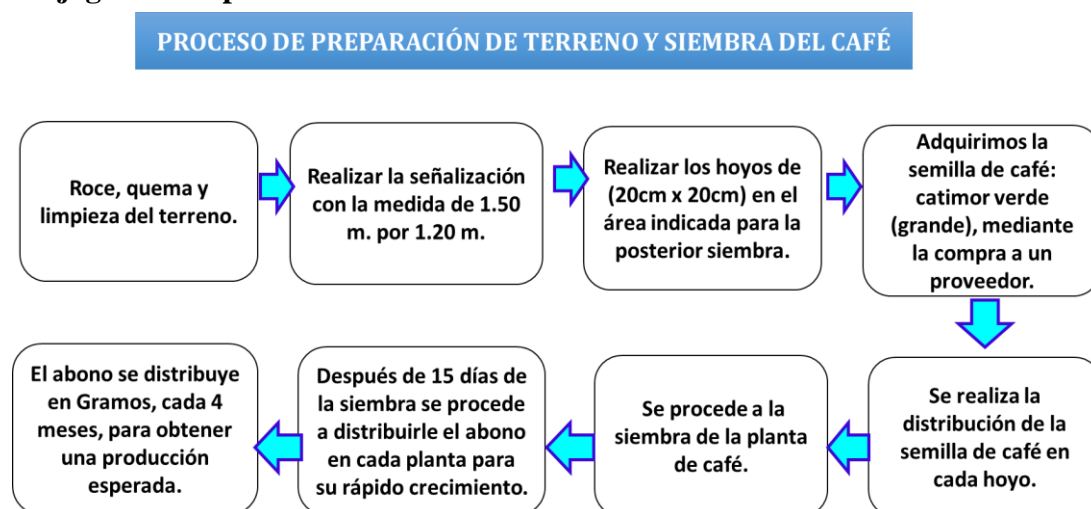 PROCESO DE PREPARACIÓN DE TERRENO Y SIEMBRA DEL CAFÉ
Roce, quema y
limpieza del terreno.
Realizar la señalización
con la medida de 1.50
m. por 1.20 m.
Realizar los hoyos de
(20cm x 20cm) en el
área indicada para la
posterior siembra.
Adquirimos la
semilla de café:
catimor verde
(grande), mediante
la compra a un
proveedor.
Se realiza la
distribución de la
semilla de café en
cada hoyo.
Se procede a la
siembra de la planta
de café.
Después de 15 días de
la siembra se procede
a distribuirle el abono
en cada planta para
su rápido crecimiento.
El abono se distribuye
en Gramos, cada 4
meses, para obtener
una producción
esperada.